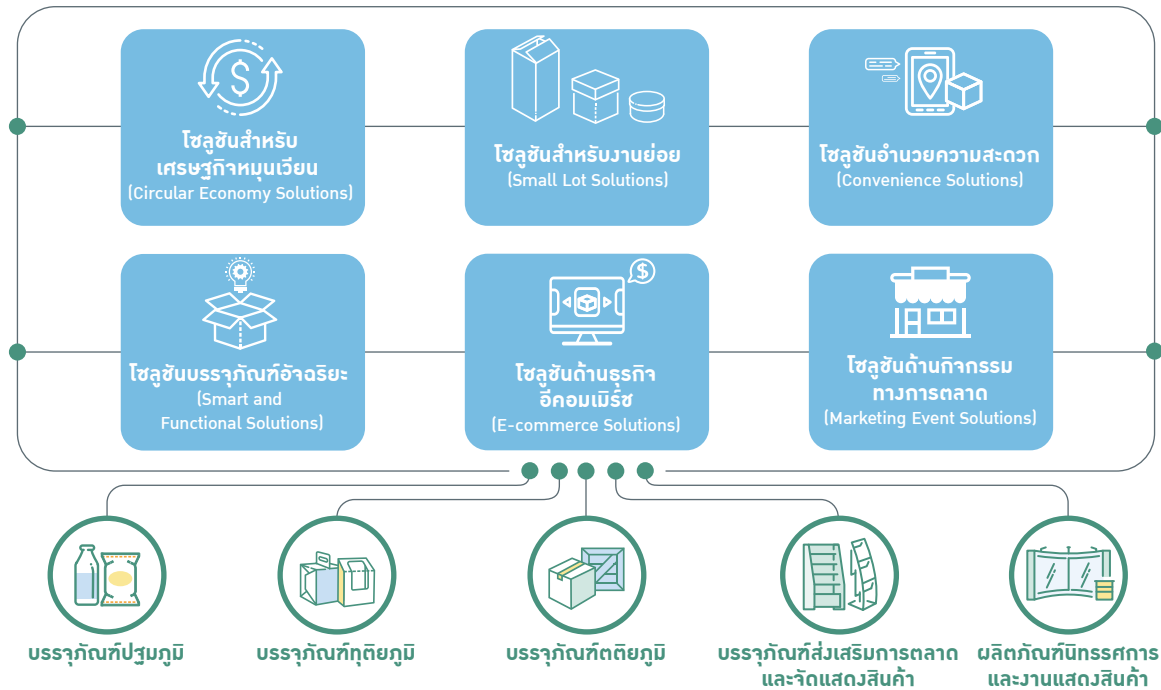 โซลูชันสำหรับ
เศรษฐกิจหมุนเวียน
(Circular Economy Solutions)
โซลูชันสำหรับงานย่อย
(Small Lot Solutions)
โซลูชันอำนวยความสะดวก
(Convenience Solutions)
โซลูชันบรรจุภัณฑ์อัจฉริยะ
(Smart and
Functional Solutions)
โซลูชันด้านธุรกิจ
อีคอมเมิร์ซ
(E-commerce Solutions)
โซลูชันด้านกิจกรรม
ทางการตลาด
(Marketing Event Solutions)
บรรจุภัณฑ์ปฐมภูมิ
บรรจุภัณฑ์ทุติยภูมิ
บรรจุภัณฑ์ตติยภูมิ
บรรจุภัณฑ์ส่งเสริมการตลาด
และจัดแสดงสินค้า
ผลิตภัณฑ์นิทรรศการ
และงานแสดงสินค้า